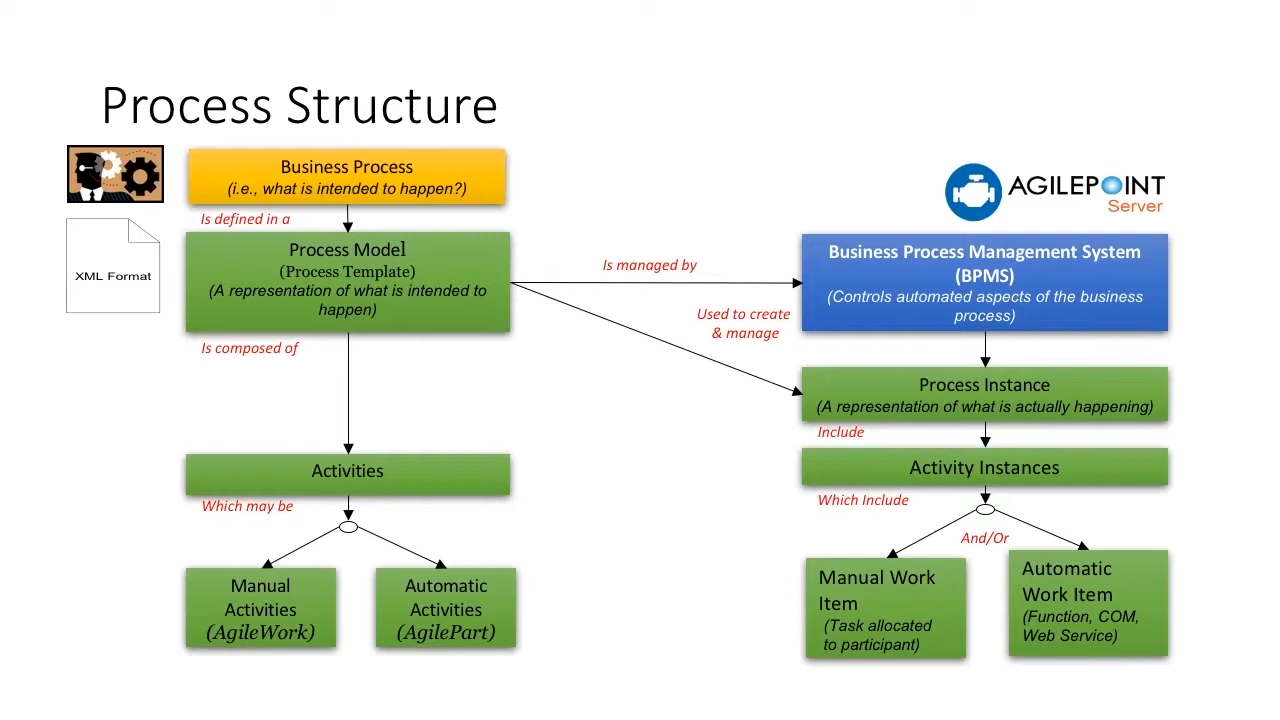 Process Structure
Business Process
(i.e., what is intended to happen?)
Is defined in a
XML Format
Process Model
(Process Template)
(A representation of what is intended to
happen)
Is composed of
Activities
Which may be
Manual
Activities
(AgileWork)
Automatic
Activities
(AgilePart)
Is managed by
Used to create
& manage
AGILEPOINT
Server
Business Process Management System
(BPMS)
(Controls automated aspects of the business
process)
Process Instance
(A representation of what is actually happening)
Include
Activity Instances
Which Include
And/Or
Manual Work
Item
(Task allocated
to participant)
Automatic
Work Item
(Function, COM,
Web Service)